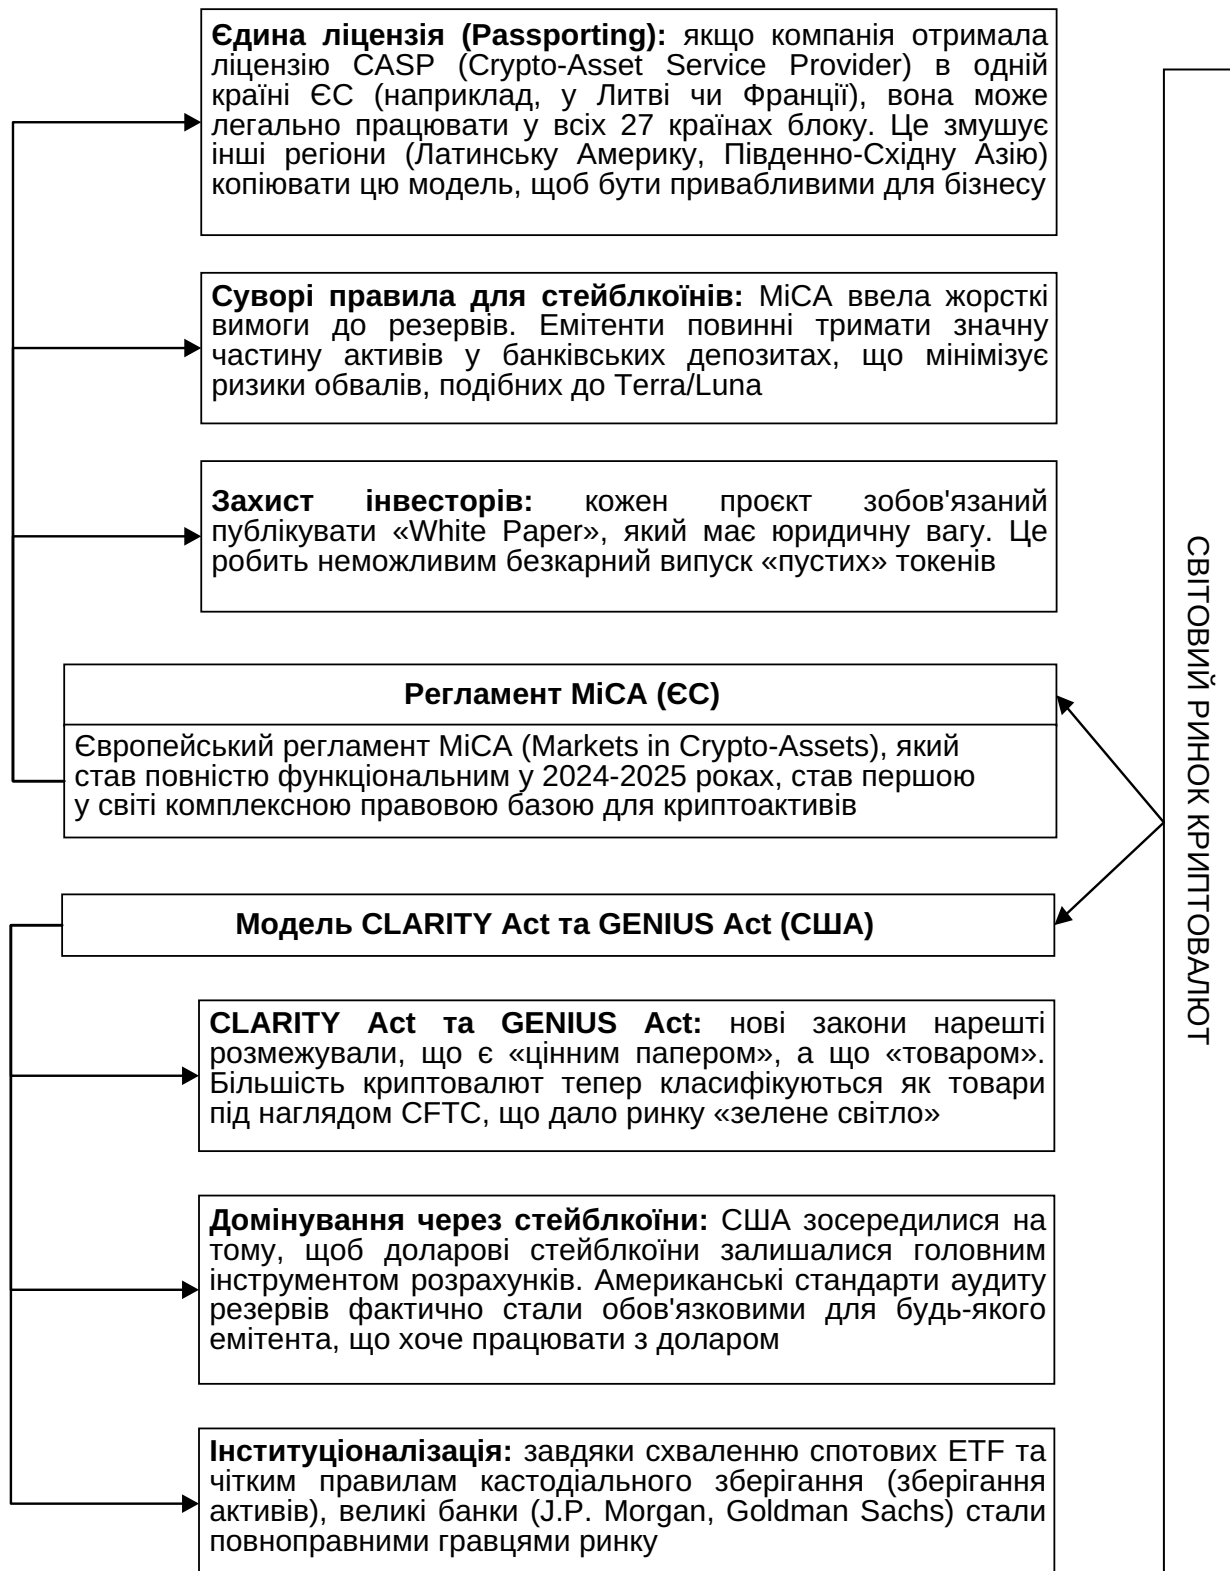 Єдина ліцензія (Passporting): якщо компанія отримала
ліцензію CASP (Crypto-Asset Service Provider) в одній
країні ЄС (наприклад, у Литві чи Франції), вона може
легально працювати у всіх 27 країнах блоку. Це змушує
інші регіони (Латинську Америку, Південно-Східну Азію)
копіювати цю модель, щоб бути привабливими для бізнесу
Суворі правила для стейблкоїнів: MiCA ввела жорсткі
вимоги до резервів. Емітенти повинні тримати значну
частину активів у банківських депозитах, що мінімізує
ризики обвалів, подібних до Terra/Luna
Захист інвесторів: кожен проєкт зобов'язаний
публікувати «White Paper», який має юридичну вагу. Це
робить неможливим безкарний випуск «пустих» токенів
Регламент MiCA (ЄС)
Європейський регламент MiCA (Markets in Crypto-Assets), який
став повністю функціональним у 2024-2025 роках, став першою
у світі комплексною правовою базою для криптоактивів
Модель CLARITY Act та GENIUS Act (США)
CLARITY Act та GENIUS Act: нові закони нарешті
розмежували, що є «цінним папером», а що «товаром».
Більшість криптовалют тепер класифікуються як товари
під наглядом CFTC, що дало ринку «зелене світло»
Домінування через стейблкоїни: США зосередилися на
тому, щоб доларові стейблкоїни залишалися головним
інструментом розрахунків. Американські стандарти аудиту
резервів фактично стали обов'язковими для будь-якого
емітента, що хоче працювати з доларом
Інституціоналізація: завдяки схваленню спотових ETF та
чітким правилам кастодіального зберігання (зберігання
активів), великі банки (J.P. Morgan, Goldman Sachs) стали
повноправними гравцями ринку
СВІТОВИЙ РИНОК КРИПТОВАЛЮТ